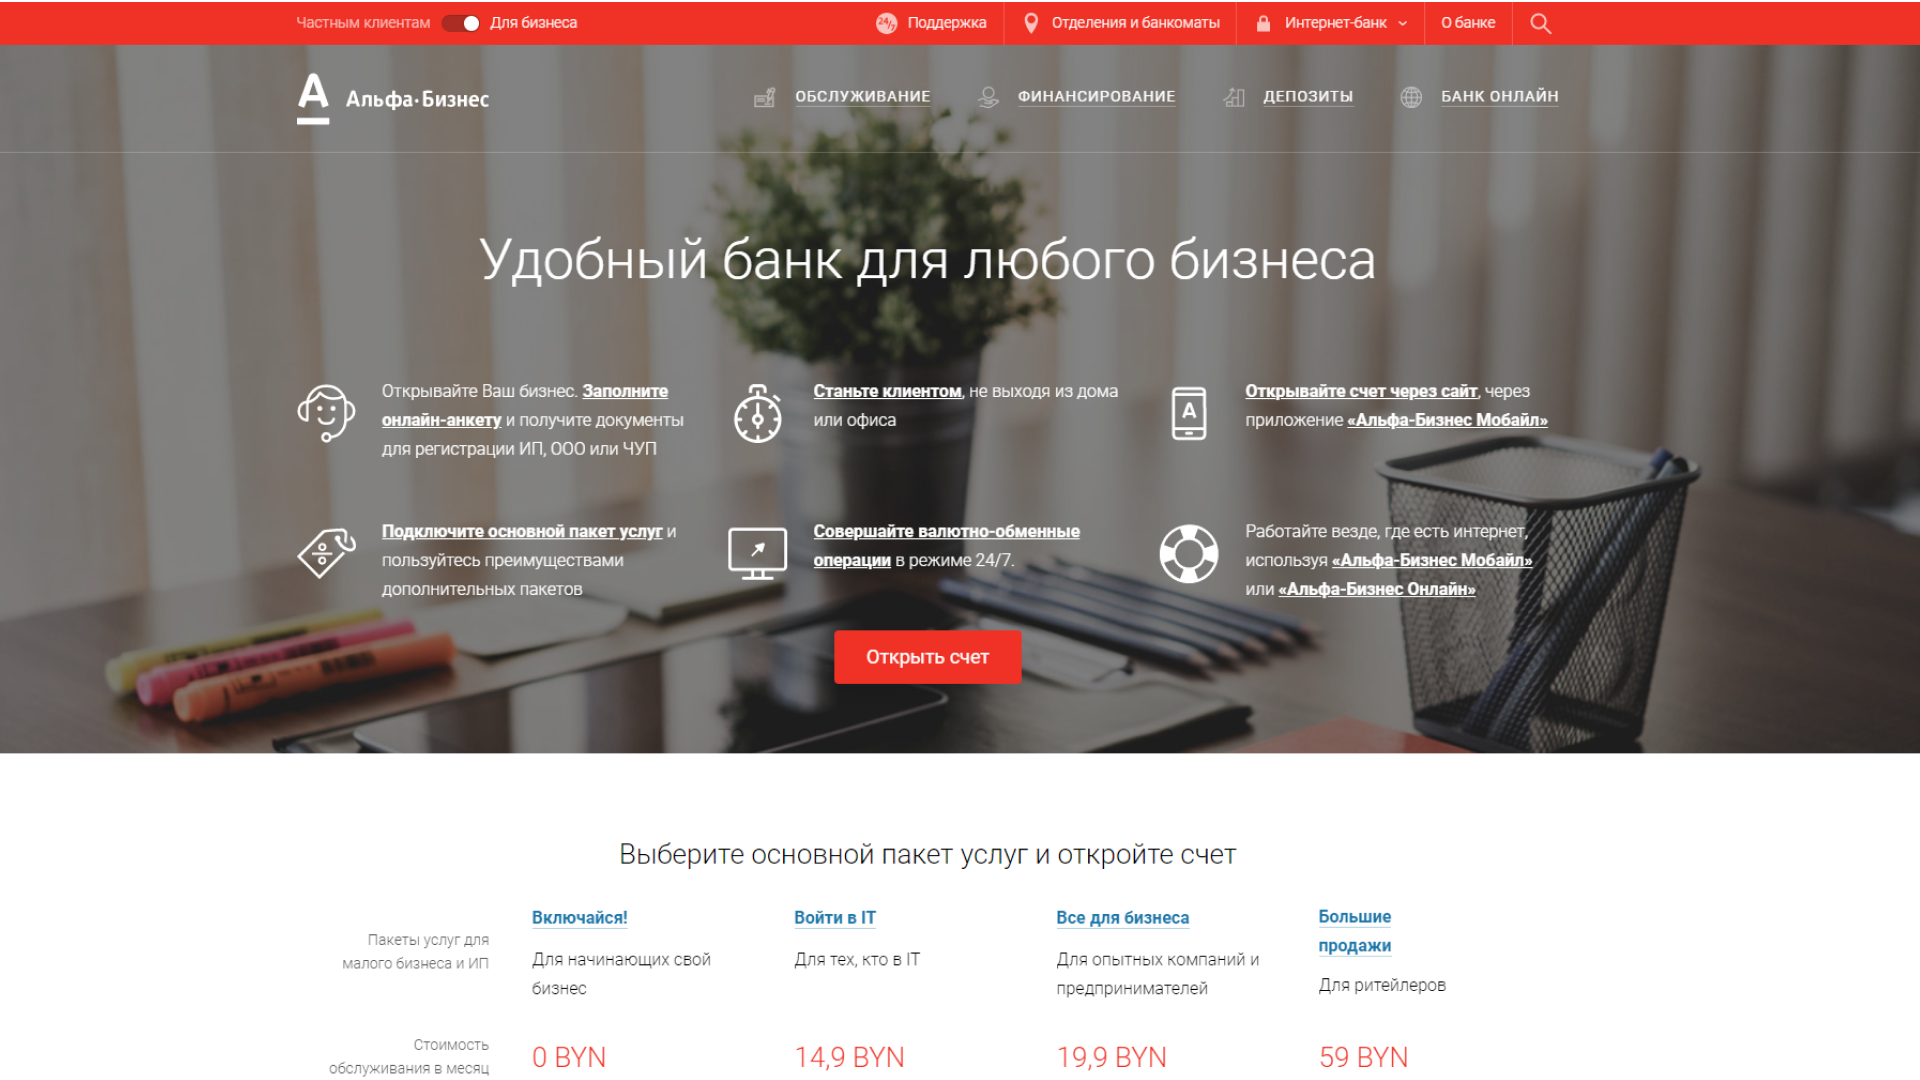 Частным клиентам Для бизнеса 24/7 Поддержка Отделения и банкоматы Интернет-банк О банке
А Альфа·Бизнес ОБСЛУЖИВАНИЕ ФИНАНСИРОВАНИЕ ДЕПОЗИТЫ БАНК ОНЛАЙН
Удобный банк для любого бизнеса
Открывайте Ваш бизнес. Заполните
онлайн-анкету и получите документы
для регистрации ИП, ООО или ЧУП
Станьте клиентом, не выходя из дома
или офиса
А
Открывайте счет через сайт, через
приложение «Альфа-Бизнес Мобайл»
Подключите основной пакет услуг и
пользуйтесь преимуществами
дополнительных пакетов
Совершайте валютно-обменные
операции в режиме 24/7.
Работайте везде, где есть интернет,
используя «Альфа-Бизнес Мобайл»
или «Альфа-Бизнес Онлайн»
Открыть счет
Выберите основной пакет услуг и откройте счет
Пакеты услуг для
малого бизнеса и ИП
Включайся!
Для начинающих свой
бизнес
Войти в IT
Для тех, кто в IT
Все для бизнеса
Для опытных компаний и
предпринимателей
Большие
продажи
Для ритейлеров
Стоимость
обслуживания в месяц
0 BYN
14,9 BYN
19,9 BYN
59 BYN